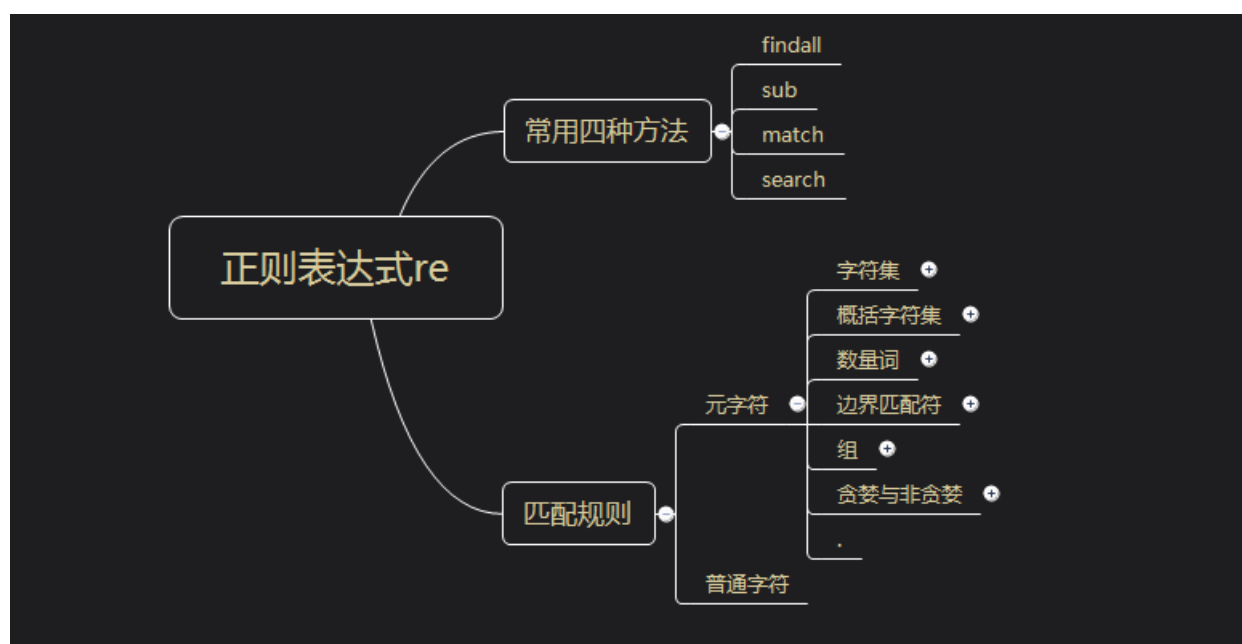 正则表达式re
常用四种方法
findall
sub
match
search
匹配规则
元字符
字符集
概括字符集
数量词
边界匹配符
组
贪婪与非贪婪
.
普通字符